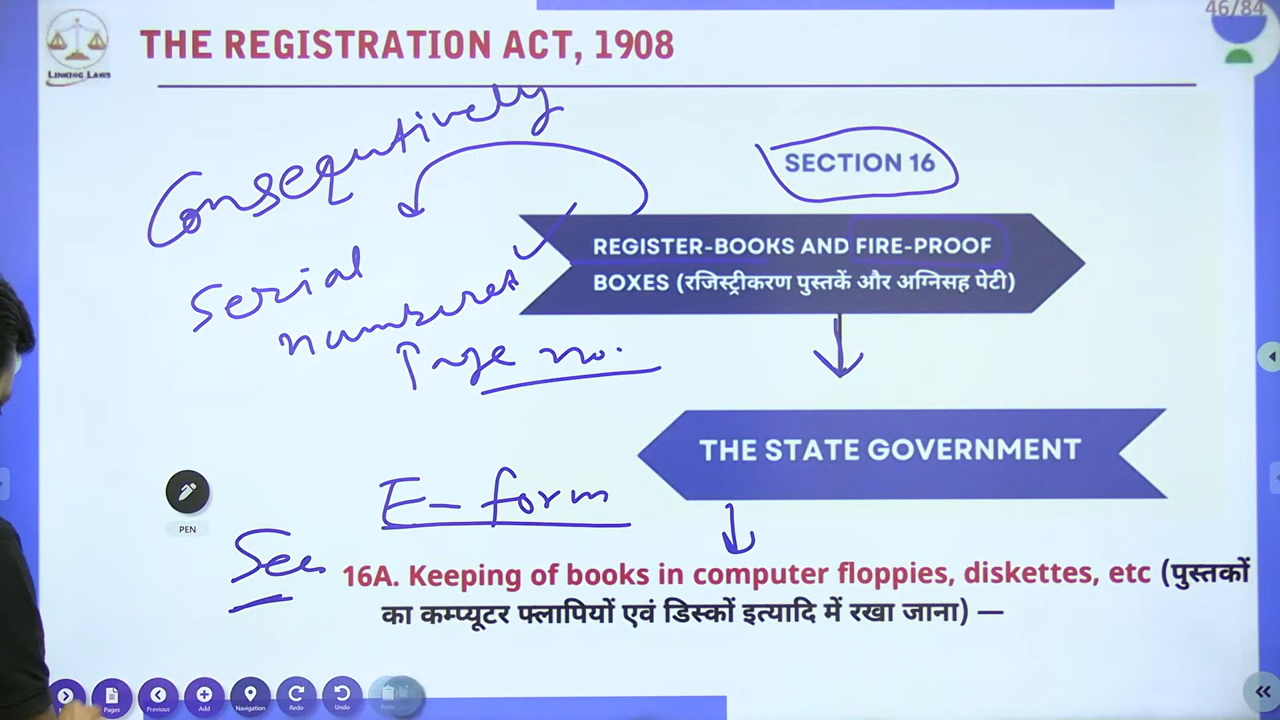 46/84
LINKING LAWS
THE REGISTRATION ACT, 1908
Consequtively
SECTION 16
REGISTER-BOOKS AND FIRE-PROOF
BOXES (रजिस्ट्रीकरण पुस्तकें और अग्निसह पेटी)
Serial
Page no.
THE STATE GOVERNMENT
E- form
PEN
16A. Keeping of books in computer floppies, diskettes, etc (पुस्तकों
का कम्प्यूटर फ्लापियों एवं डिस्कों इत्यादि में रखा जाना) —
Pages
Previous
Add
Navigation
Redo
Undo